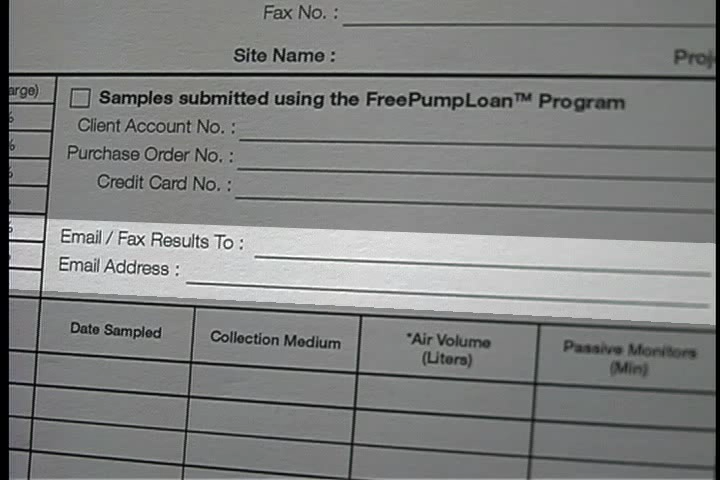 Fax No. :
Site Name :
arge)
%
%
%
%
Samples submitted using the FreePumpLoan™ Program
Client Account No. :
Purchase Order No. :
Credit Card No. :
Email / Fax Results To :
Email Address :
Date Sampled Collection Medium *Air Volume (Liters) Passive Monitors (Min)